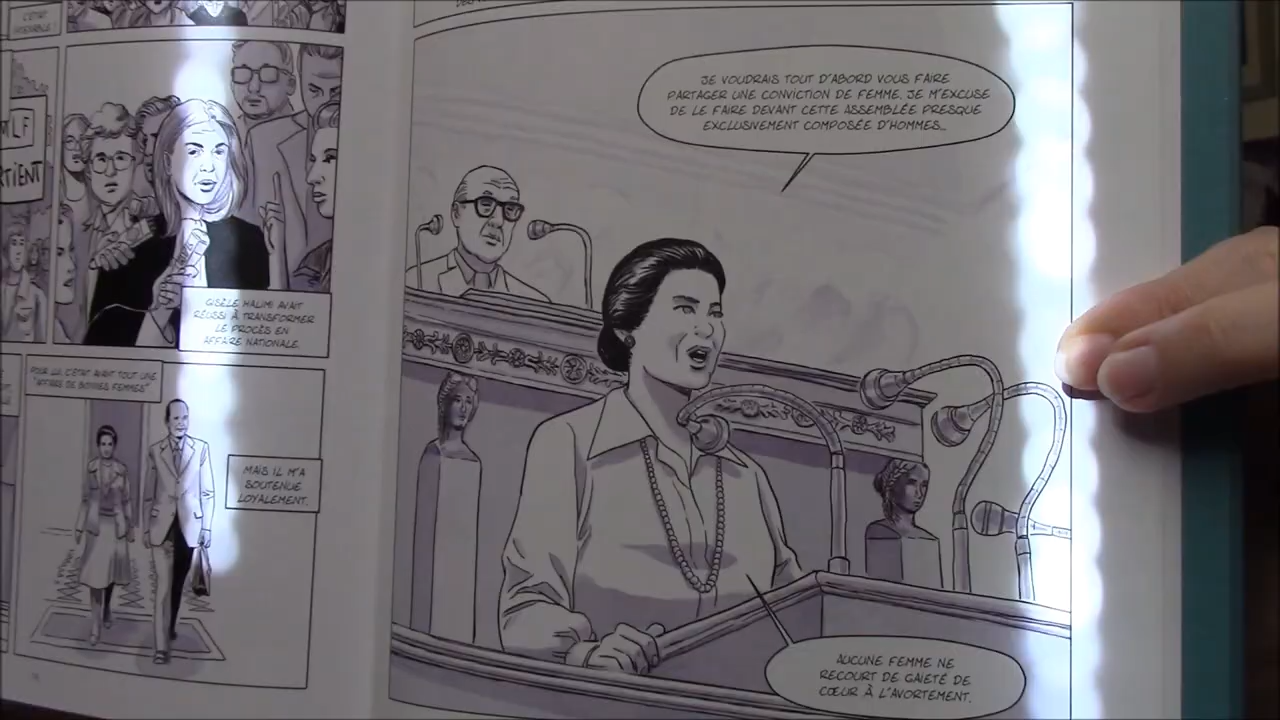 C'ÉTAIT
MLF
RTIENT
GISÈLE HALIMI AVAIT
RÉUSSI À TRANSFORMER
LE PROCÈS EN
AFFAIRE NATIONALE.
POUR LUI, C'ÉTAIT AVANT TOUT UNE
"AFFAIRE DE BONNES FEMMES"
MAIS IL M'A
SOUTENUE
LOYALEMENT.
JE VOUDRAIS TOUT D'ABORD VOUS FAIRE
PARTAGER UNE CONVICTION DE FEMME. JE M'EXCUSE
DE LE FAIRE DEVANT CETTE ASSEMBLÉE PRESQUE
EXCLUSIVEMENT COMPOSÉE D'HOMMES...
AUCUNE FEMME NE
RECOURT DE GAIETÉ DE
CŒUR À L'AVORTEMENT.